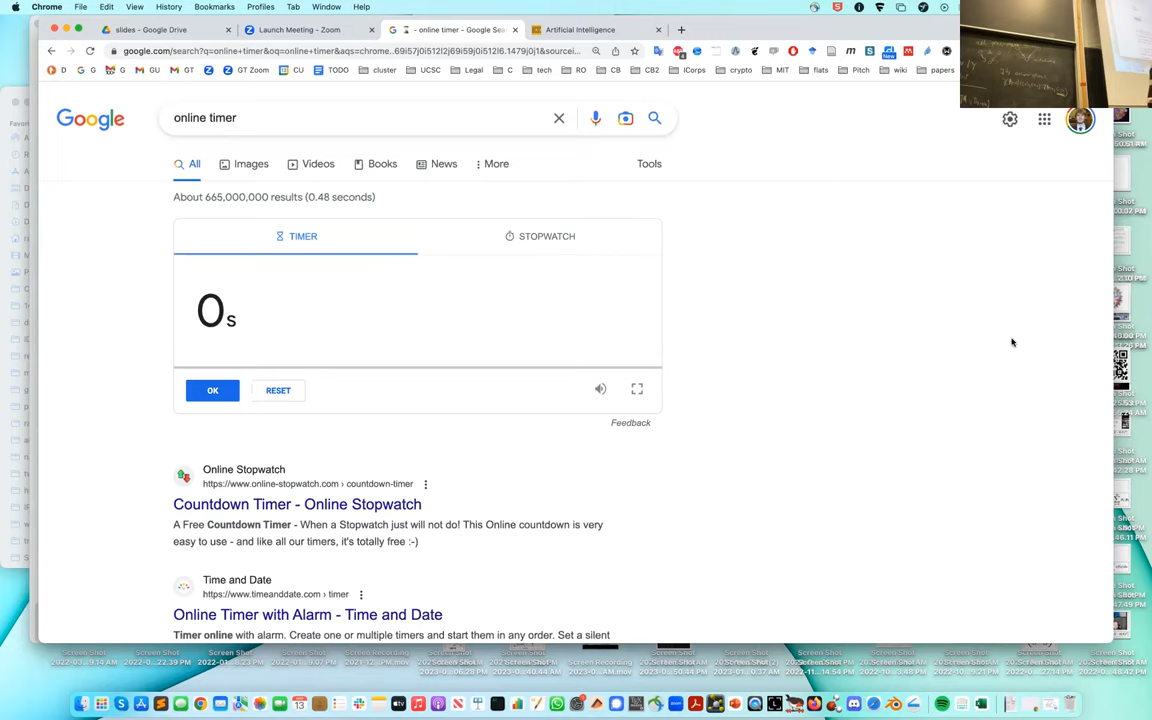 Chrome File Edit View History Bookmarks Profiles Tab Window Help
slides - Google Drive
Launch Meeting - Zoom
- online timer - Google Sea
Artificial Intelligence
google.com/search?q=online+timer&oq=online+timer&aqs=chrome..69i57j0i512l2j69i59j0i512l6.1479j0j1&sourcei...
D G GU GT GT Zoom CU TODO cluster UCSC Legal C tech RO CB CB2 ICorps crypto MIT flats Pitch wiki papers
Google
online timer
All Images Videos Books News More Tools
About 665,000,000 results (0.48 seconds)
TIMER STOPWATCH
0s
OK RESET
Feedback
Online Stopwatch
https://www.online-stopwatch.com › countdown-timer
Countdown Timer - Online Stopwatch
A Free Countdown Timer - When a Stopwatch just will not do! This Online countdown is very
easy to use - and like all our timers, it's totally free :-)
Time and Date
https://www.timeanddate.com › timer
Online Timer with Alarm - Time and Date
Timer online with alarm. Create one or multiple timers and start them in any order. Set a silent